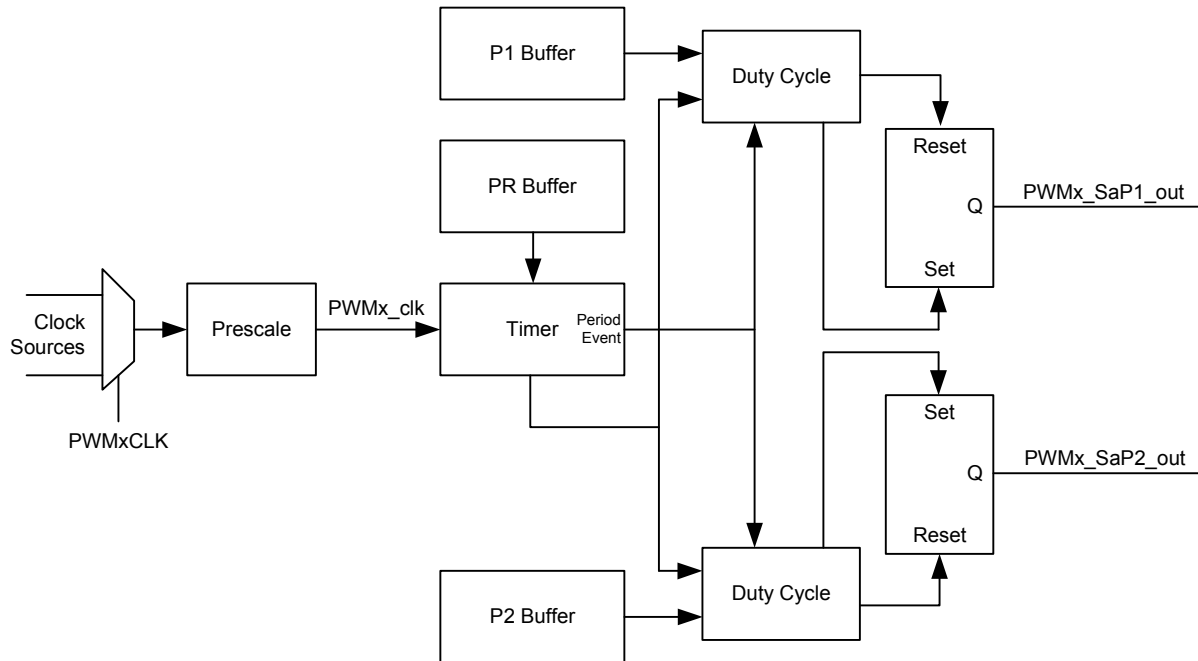 P1 Buffer
Duty Cycle
Reset
Q
Set
PWMx_SaP1_out
PR Buffer
Clock
Sources
PWMxCLK
Prescale
PWMx_clk
Timer
Period
Event
Set
Q
Reset
PWMx_SaP2_out
Duty Cycle
P2 Buffer